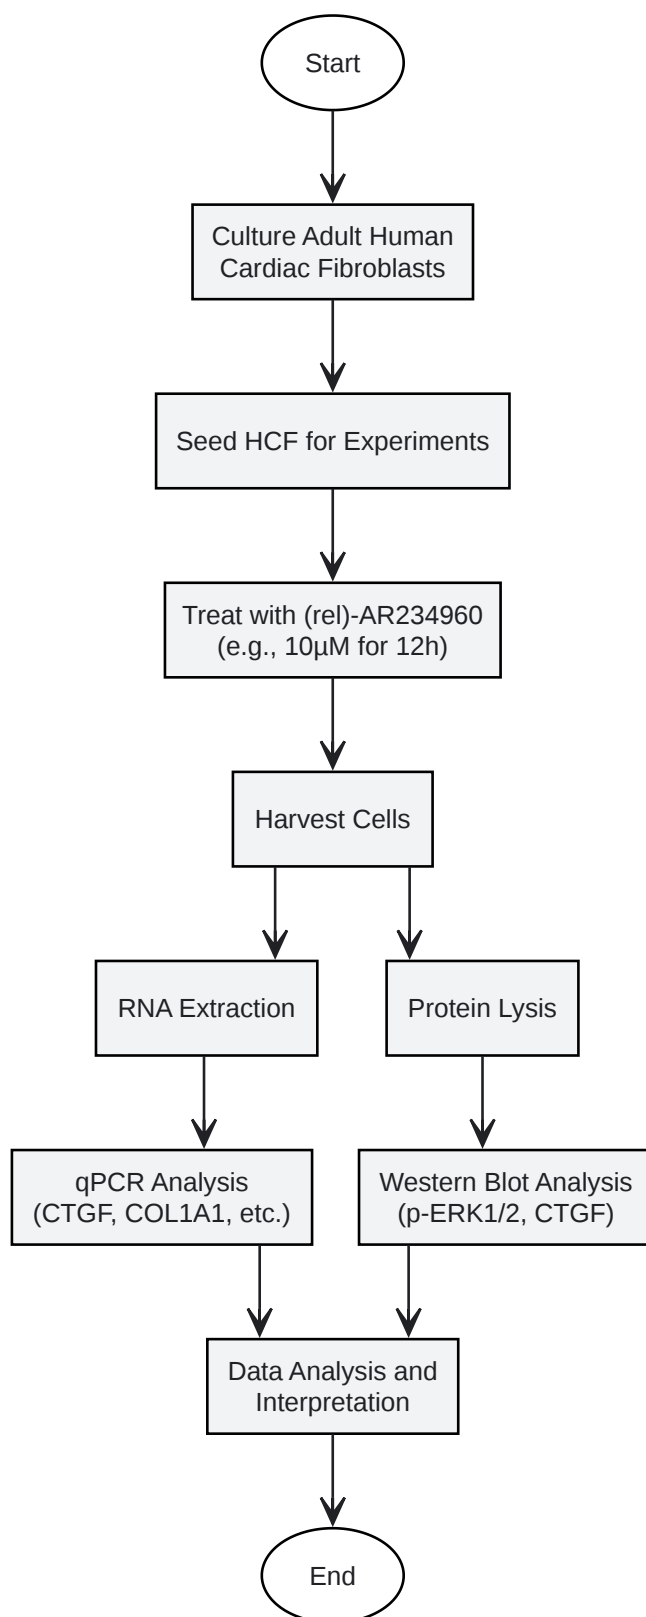 Start
Culture Adult Human
Cardiac Fibroblasts
Seed HCF for Experiments
Treat with (rel)-AR234960
(e.g., 10µM for 12h)
Harvest Cells
RNA Extraction
Protein Lysis
qPCR Analysis
(CTGF, COL1A1, etc.)
Western Blot Analysis
(p-ERK1/2, CTGF)
Data Analysis and
Interpretation
End